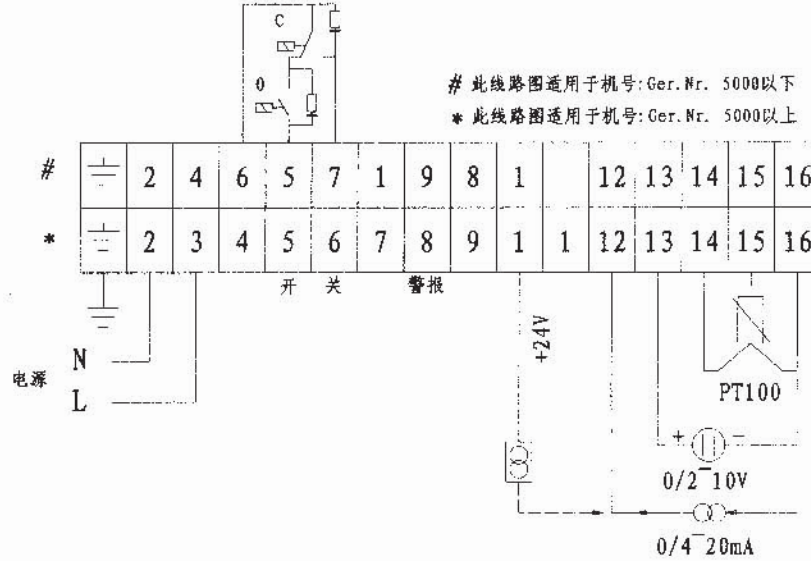 C
O
# 此线路图适用于机号:Ger.Nr. 5000以下
* 此线路图适用于机号:Ger.Nr. 5000以上
# 2 4 6 5 7 1 9 8 1 12 13 14 15 16
* 2 3 4 5 6 7 8 9 1 1 12 13 14 15 16
开 关 警报
+24V
电源 N
L
PT100
+ -
0/2-10V
0/4-20mA